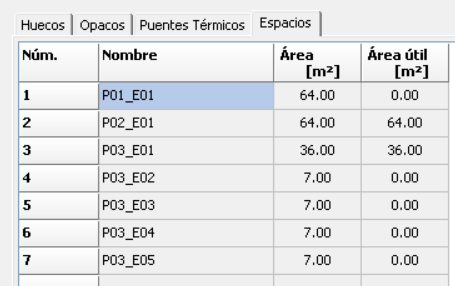 Huecos Opacos Puentes Térmicos Espacios
Núm. Nombre Área [m²] Área útil [m²]
1 P01_E01 64.00 0.00
2 P02_E01 64.00 64.00
3 P03_E01 36.00 36.00
4 P03_E02 7.00 0.00
5 P03_E03 7.00 0.00
6 P03_E04 7.00 0.00
7 P03_E05 7.00 0.00